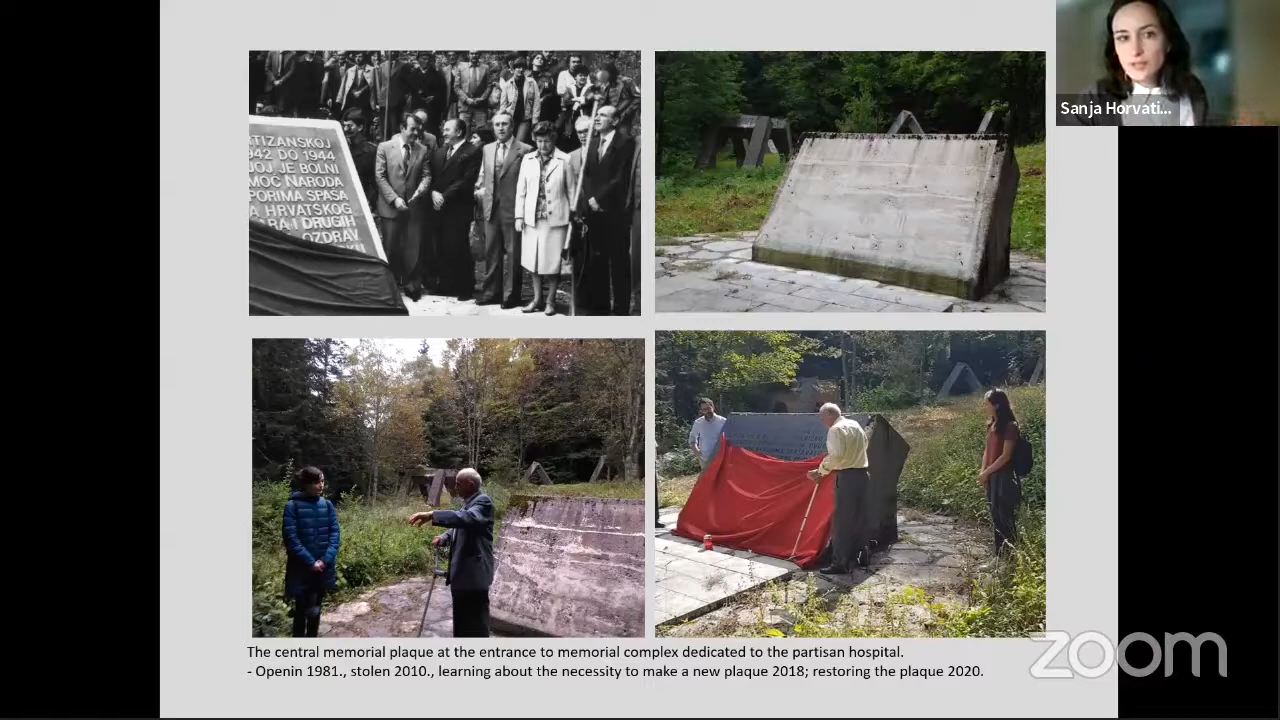 Sanja Horvati...
TIZANSKOJ
942 DO 1944
OJ JE BOLNI
MOĆ NARODA
PORIMA SPASA
A HRVATSKOG
RA I DRUGIH
OZDRAV
The central memorial plaque at the entrance to memorial complex dedicated to the partisan hospital.
- Openin 1981., stolen 2010., learning about the necessity to make a new plaque 2018; restoring the plaque 2020.
zoom